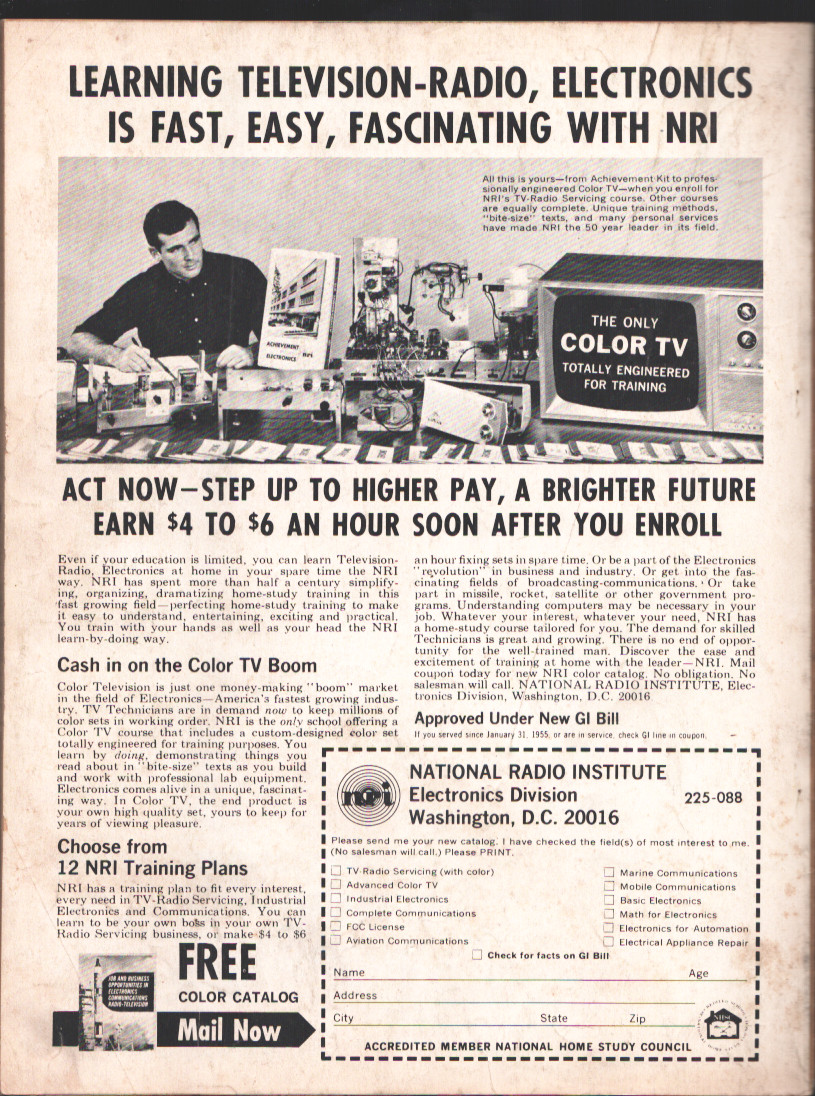 LEARNING TELEVISION-RADIO, ELECTRONICS
IS FAST, EASY, FASCINATING WITH NRI
All this is yours—from Achievement Kit to profes-
sionally engineered Color TV—when you enroll for
NRI's TV-Radio Servicing course. Other courses
are equally complete. Unique training methods,
"bite-size" texts, and many personal services
have made NRI the 50 year leader in its field.
ACHIEVEMENT
ELECTRONICS NRI
THE ONLY
COLOR TV
TOTALLY ENGINEERED
FOR TRAINING
ACT NOW—STEP UP TO HIGHER PAY, A BRIGHTER FUTURE
EARN $4 TO $6 AN HOUR SOON AFTER YOU ENROLL
Even if your education is limited, you can learn Television-
Radio, Electronics at home in your spare time the NRI
way. NRI has spent more than half a century simplify-
ing, organizing, dramatizing home-study training in this
fast growing field—perfecting home-study training to make
it easy to understand, entertaining, exciting and practical.
You train with your hands as well as your head the NRI
learn-by-doing way.
Cash in on the Color TV Boom
Color Television is just one money-making "boom" market
in the field of Electronics—America's fastest growing indus-
try. TV Technicians are in demand now to keep millions of
color sets in working order. NRI is the only school offering a
Color TV course that includes a custom-designed color set
totally engineered for training purposes. You
learn by doing, demonstrating things you
read about in "bite-size" texts as you build
and work with professional lab equipment.
Electronics comes alive in a unique, fascinat-
ing way. In Color TV, the end product is
your own high quality set, yours to keep for
years of viewing pleasure.
Choose from
12 NRI Training Plans
NRI has a training plan to fit every interest,
every need in TV-Radio Servicing, Industrial
Electronics and Communications. You can
learn to be your own boss in your own TV-
Radio Servicing business, or make $4 to $6
an hour fixing sets in spare time. Or be a part of the Electronics
"revolution" in business and industry. Or get into the fas-
cinating fields of broadcasting-communications. Or take
part in missile, rocket, satellite or other government pro-
grams. Understanding computers may be necessary in your
job. Whatever your interest, whatever your need, NRI has
a home-study course tailored for you. The demand for skilled
Technicians is great and growing. There is no end of oppor-
tunity for the well-trained man. Discover the ease and
excitement of training at home with the leader—NRI. Mail
coupon today for new NRI color catalog. No obligation. No
salesman will call. NATIONAL RADIO INSTITUTE, Elec-
tronics Division, Washington, D.C. 20016
Approved Under New GI Bill
If you served since January 31, 1955, or are in service, check GI line in coupon.
JOB AND BUSINESS
OPPORTUNITIES IN
ELECTRONICS
COMMUNICATIONS
RADIO-TELEVISION
FREE
COLOR CATALOG
Mail Now
nri
NATIONAL RADIO INSTITUTE
Electronics Division 225-088
Washington, D.C. 20016
Please send me your new catalog. I have checked the field(s) of most interest to me.
(No salesman will call.) Please PRINT.
TV-Radio Servicing (with color)
Advanced Color TV
Industrial Electronics
Complete Communications
FCC License
Aviation Communications
Marine Communications
Mobile Communications
Basic Electronics
Math for Electronics
Electronics for Automation
Electrical Appliance Repair
Check for facts on GI Bill
Name Age
Address
City State Zip
NHSC
ACCREDITED MEMBER NATIONAL HOME STUDY COUNCIL